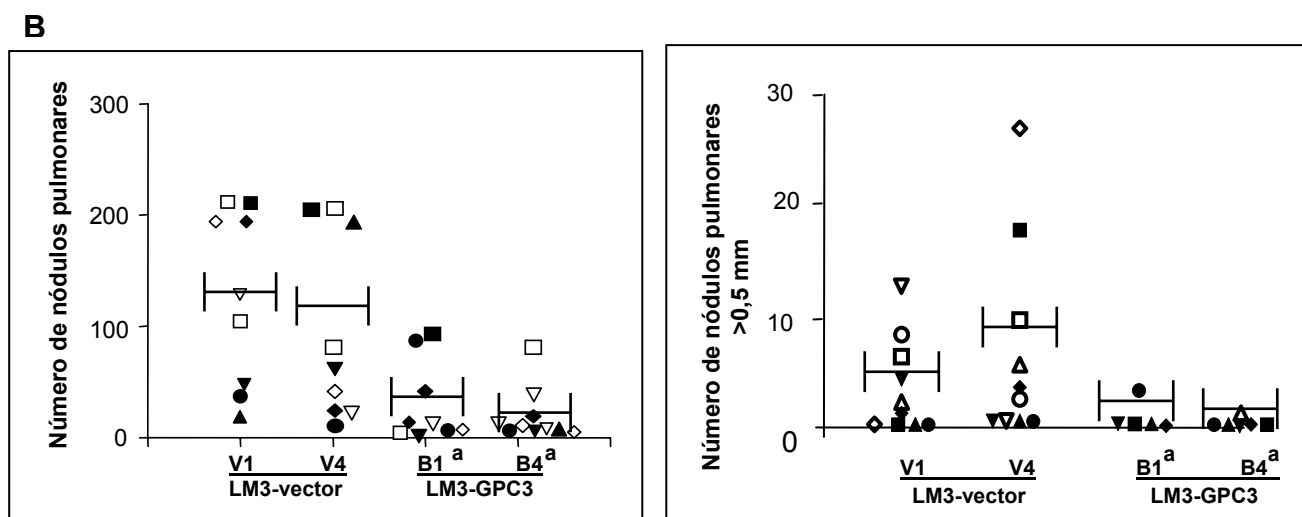 B
Número de nódulos pulmonares
300
200
100
0
V1 V4 B1 a B4 a
LM3-vector LM3-GPC3
Número de nódulos pulmonares
>0,5 mm
30
20
10
0
V1 V4 B1 a B4 a
LM3-vector LM3-GPC3